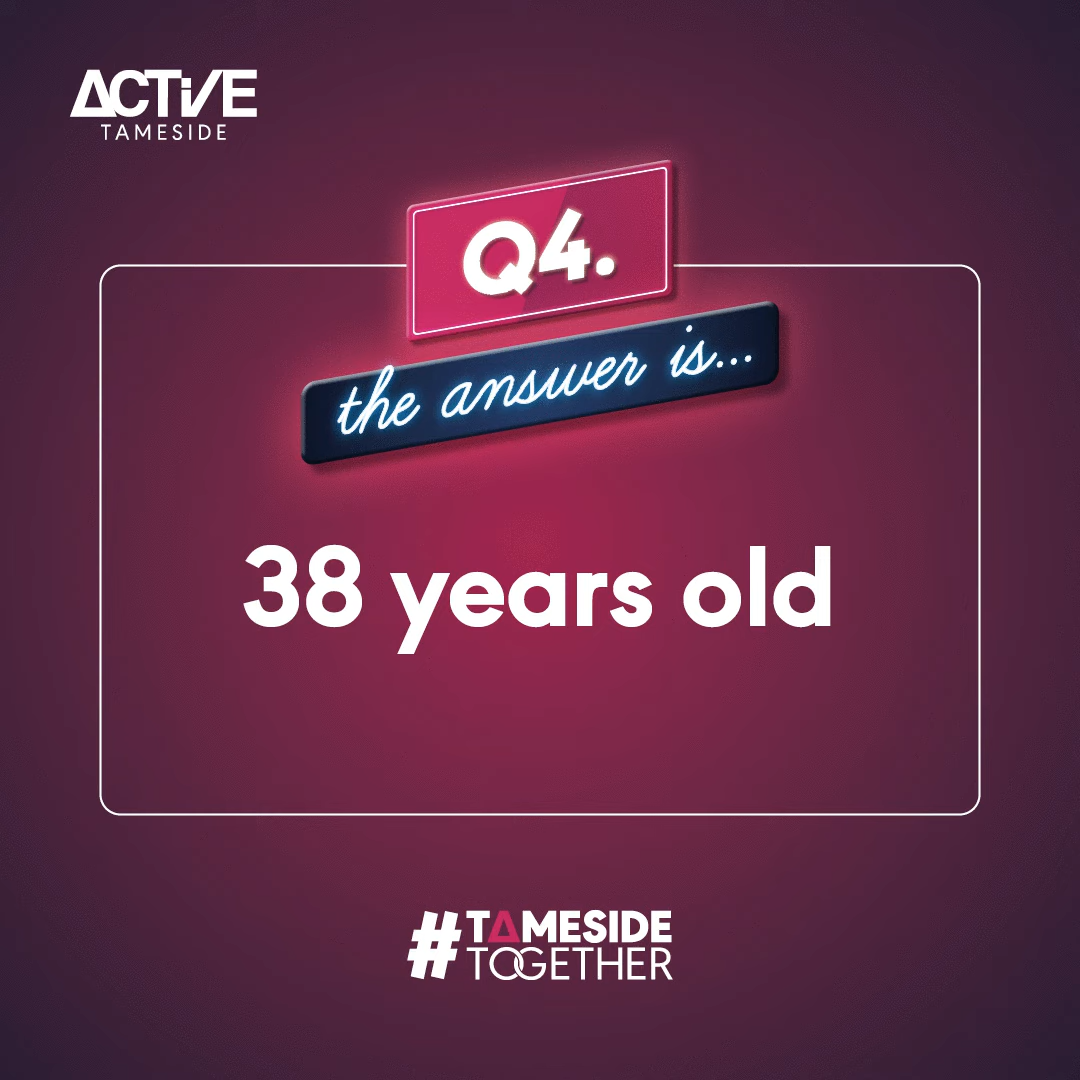 ACTiVE
TAMESIDE
Q4.
the answer is...
38 years old
#TAMESIDE
TOGETHER